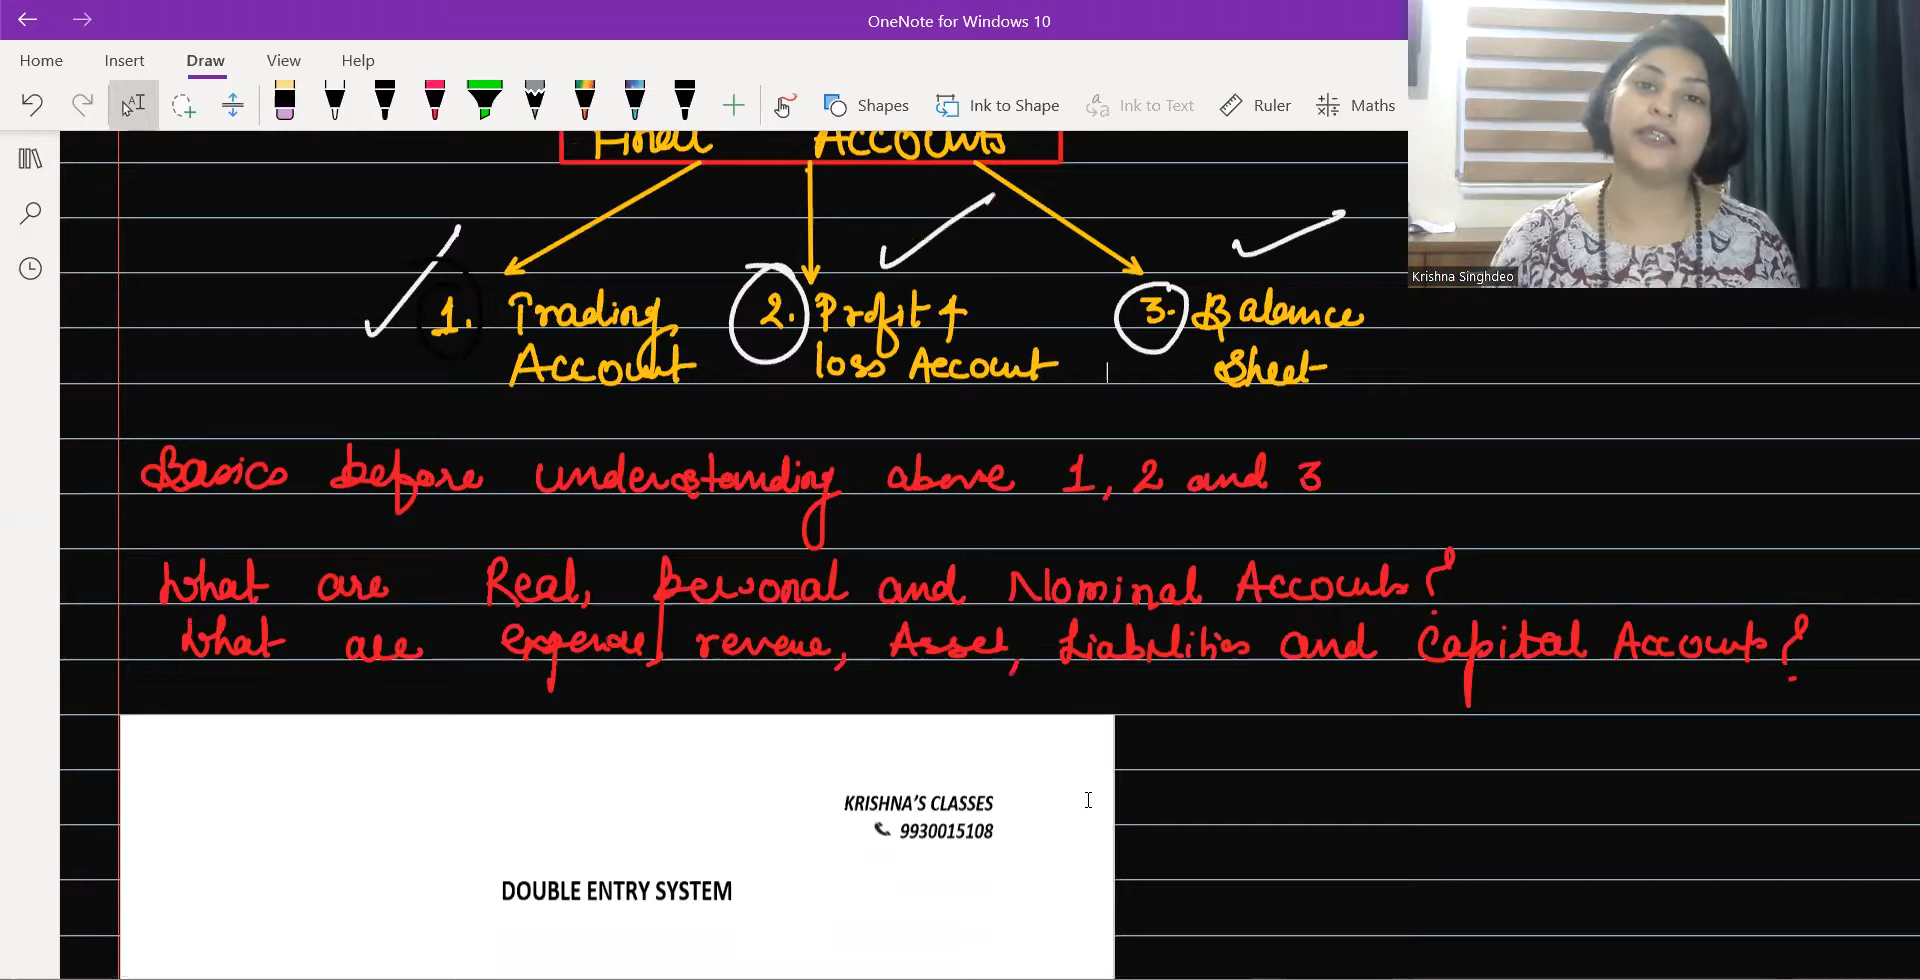 OneNote for Windows 10
Home Insert Draw View Help
Shapes Ink to Shape Ink to Text Ruler Maths
Krishna Singhdeo
Final Accounts
1. Trading Account
2. Profit & loss Account
3. Balance Sheet
Basics before understanding above 1, 2 and 3
What are Real, Personal and Nominal Accounts?
What are expense, revenue, Asset, Liabilities and Capital Accounts?
KRISHNA'S CLASSES
9930015108
DOUBLE ENTRY SYSTEM